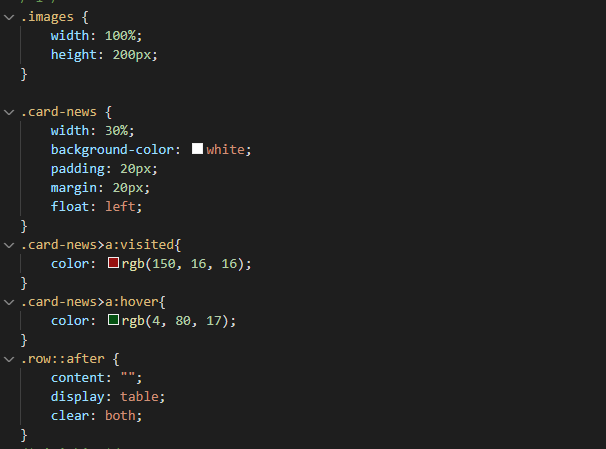 .images {
    width: 100%;
    height: 200px;
}

.card-news {
    width: 30%;
    background-color: white;
    padding: 20px;
    margin: 20px;
    float: left;
}
.card-news>a:visited{
    color: rgb(150, 16, 16);
}
.card-news>a:hover{
    color: rgb(4, 80, 17);
}
.row::after {
    content: "";
    display: table;
    clear: both;
}